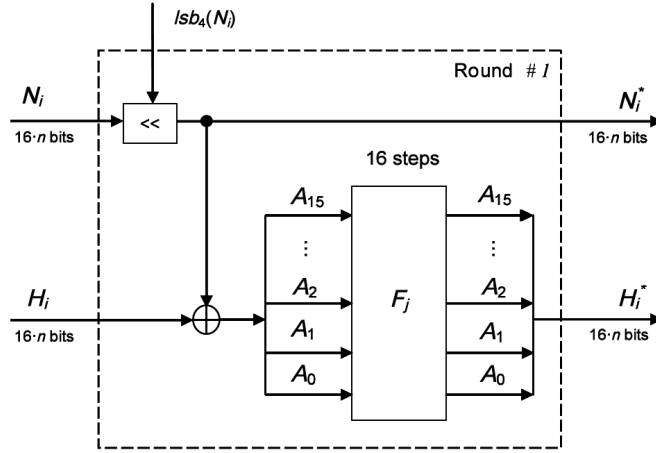 lsb₄(Nᵢ)
Round # 1
Nᵢ
<<
Nᵢ*
16·n bits
16·n bits
16 steps
A₁₅
A₁₅
⋮
⋮
Hᵢ
A₂
Fⱼ
A₂
Hᵢ*
16·n bits
A₁
A₁
16·n bits
A₀
A₀